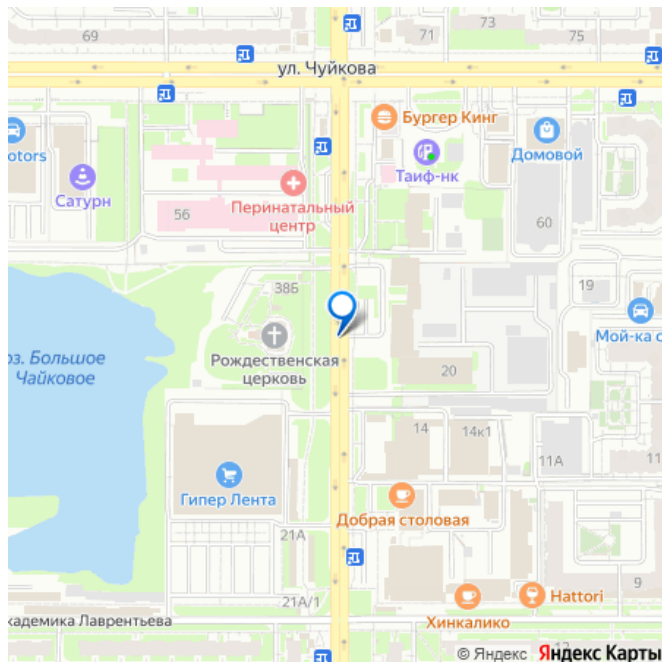 69
71
73
75
ул. Чуйкова
Бургер Кинг
otors
Таиф-нк
Домовой
Сатурн
56
Перинатальный
центр
60
38Б
19
Мой-ка с
оз. Большое
Чайковое
Рождественская
церковь
20
14
14к1
11А
11
Гипер Лента
Добрая столовая
21А
21А/1
9
Hattori
Хинкалико
кадемика Лаврентьева
12
© Яндекс Яндекс Карты